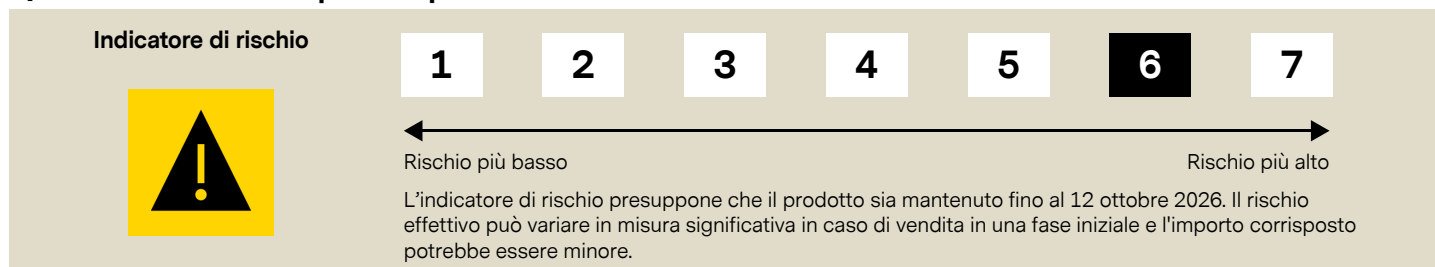 Indicatore di rischio
1 2 3 4 5 6 7
Rischio più basso
Rischio più alto
L'indicatore di rischio presuppone che il prodotto sia mantenuto fino al 12 ottobre 2026. Il rischio
effettivo può variare in misura significativa in caso di vendita in una fase iniziale e l'importo corrisposto
potrebbe essere minore.